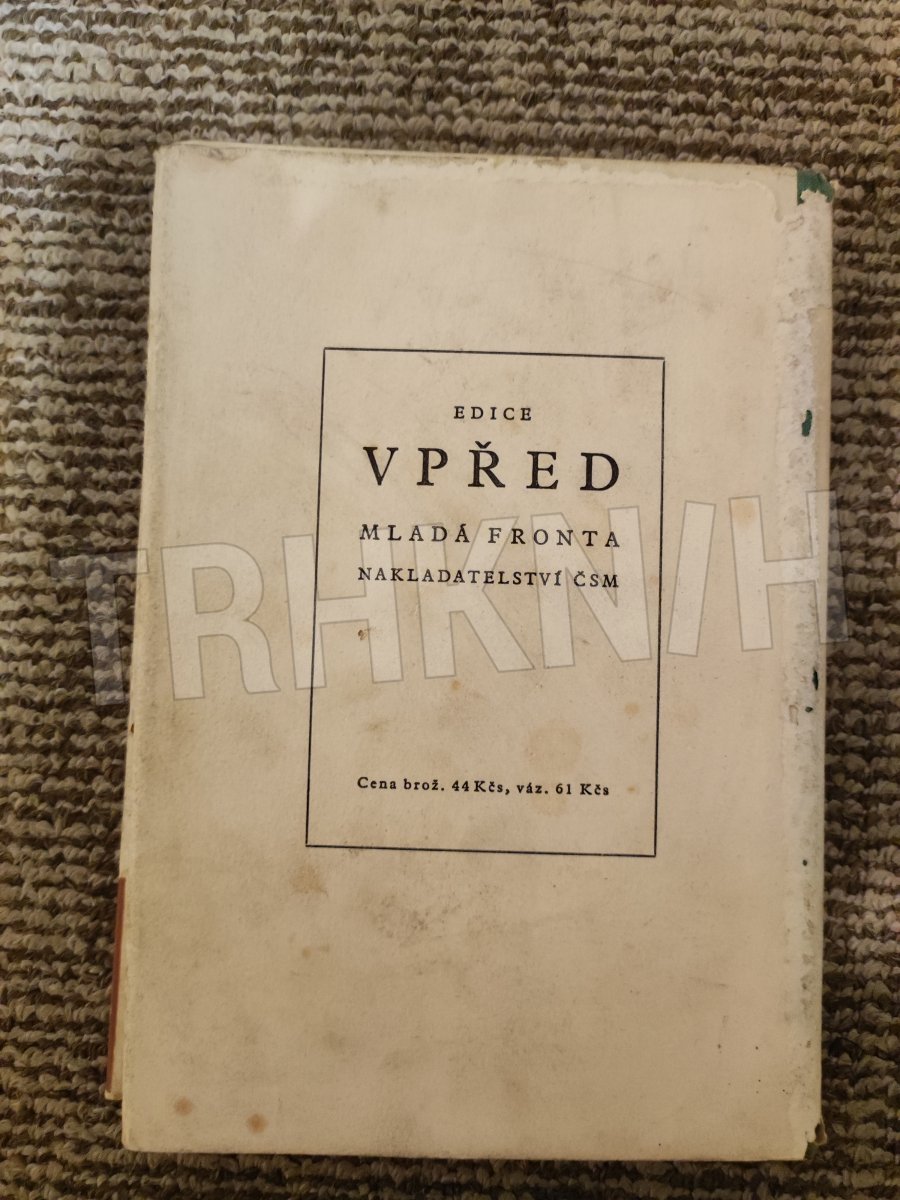 EDICE
VPŘED
MLADÁ FRONTA
NAKLADATELSTVÍ ČSM
TRHKNIH
Cena brož. 44 Kčs, váz. 61 Kčs